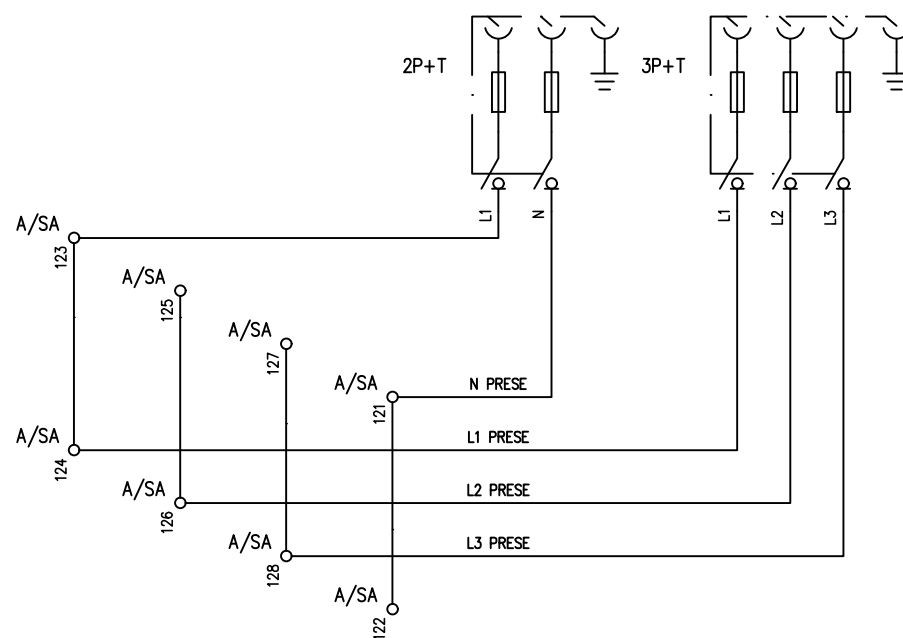 2P+T
3P+T
L1
N
L1
L2
L3
A/SA
123
A/SA
125
A/SA
127
A/SA
121
N PRESE
A/SA
124
L1 PRESE
A/SA
126
L2 PRESE
A/SA
128
L3 PRESE
A/SA
122